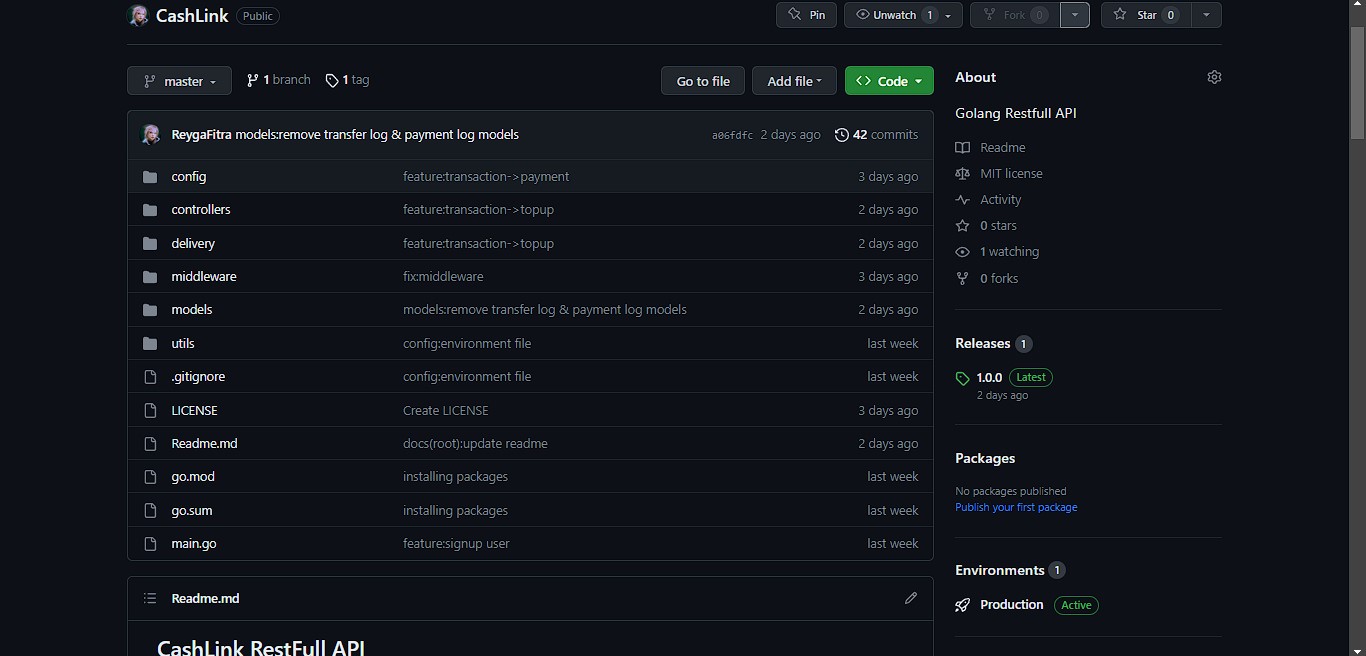 CashLink Public Pin Unwatch 1 Fork 0 Star 0
master 1 branch 1 tag Go to file Add file Code
About
Golang Restfull API
Readme
MIT license
Activity
0 stars
1 watching
0 forks
ReygaFitra models:remove transfer log & payment log models a06fdfc 2 days ago 42 commits
config feature:transaction->payment 3 days ago
controllers feature:transaction->topup 2 days ago
delivery feature:transaction->topup 2 days ago
middleware fix:middleware 3 days ago
models models:remove transfer log & payment log models 2 days ago
utils config:environment file last week
.gitignore config:environment file last week
LICENSE Create LICENSE 3 days ago
Readme.md docs(root):update readme 2 days ago
go.mod installing packages last week
go.sum installing packages last week
main.go feature:signup user last week
Releases 1
1.0.0 Latest
2 days ago
Packages
No packages published
Publish your first package
Environments 1
Production Active
Readme.md
CashLink RestFull API